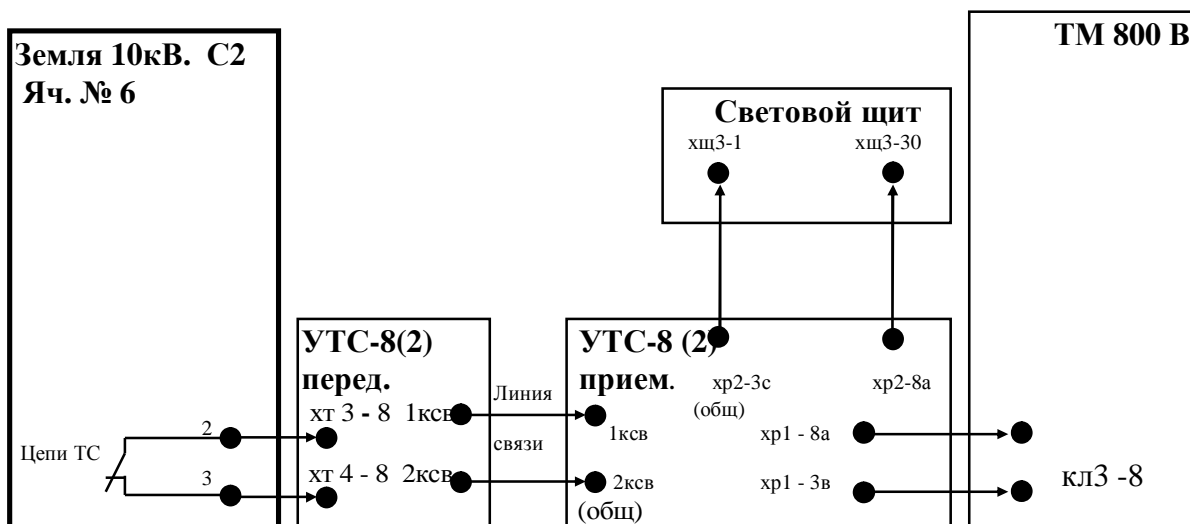 Земля 10кВ. С2
Яч. № 6
Цепи ТС
2
3
УТС-8(2)
перед.
хт 3 - 8 1ксв
хт 4 - 8 2ксв
Линия
связи
Световой щит
хщ3-1 хщ3-30
УТС-8 (2)
прием.
хр2-3с хр2-8а
(общ)
1ксв
хр1 - 8а
2ксв
(общ)
хр1 - 3в
ТМ 800 В
кл3 -8